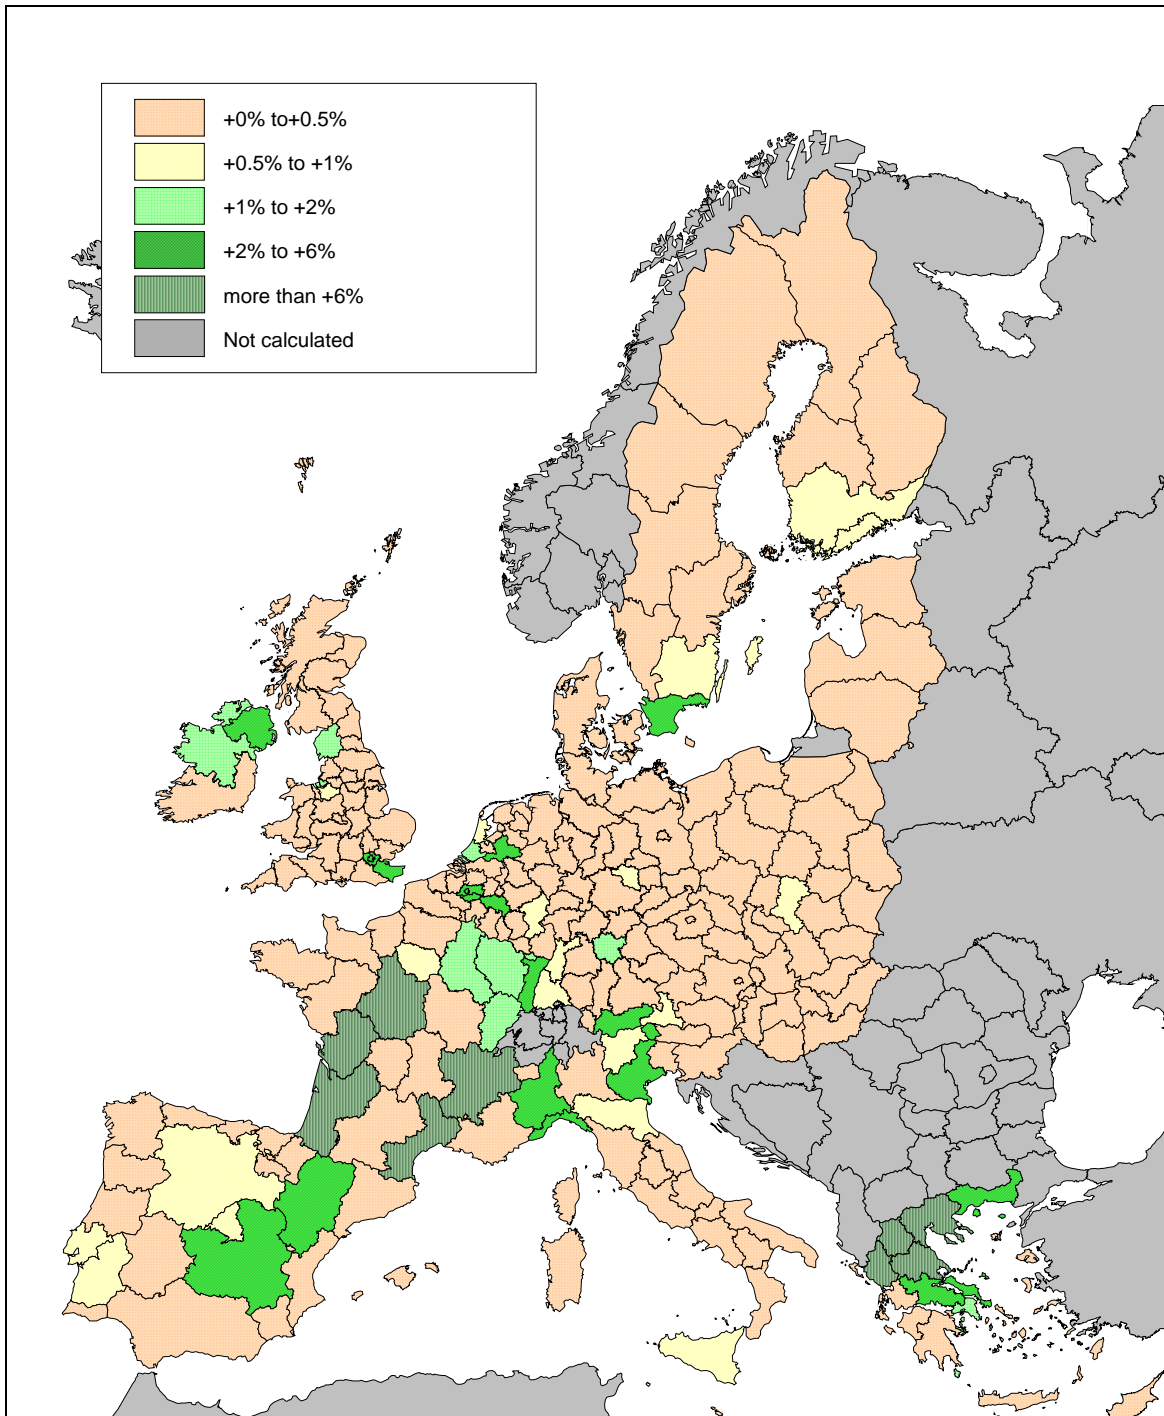 +0% to+0.5%
+0.5% to +1%
+1% to +2%
+2% to +6%
more than +6%
Not calculated